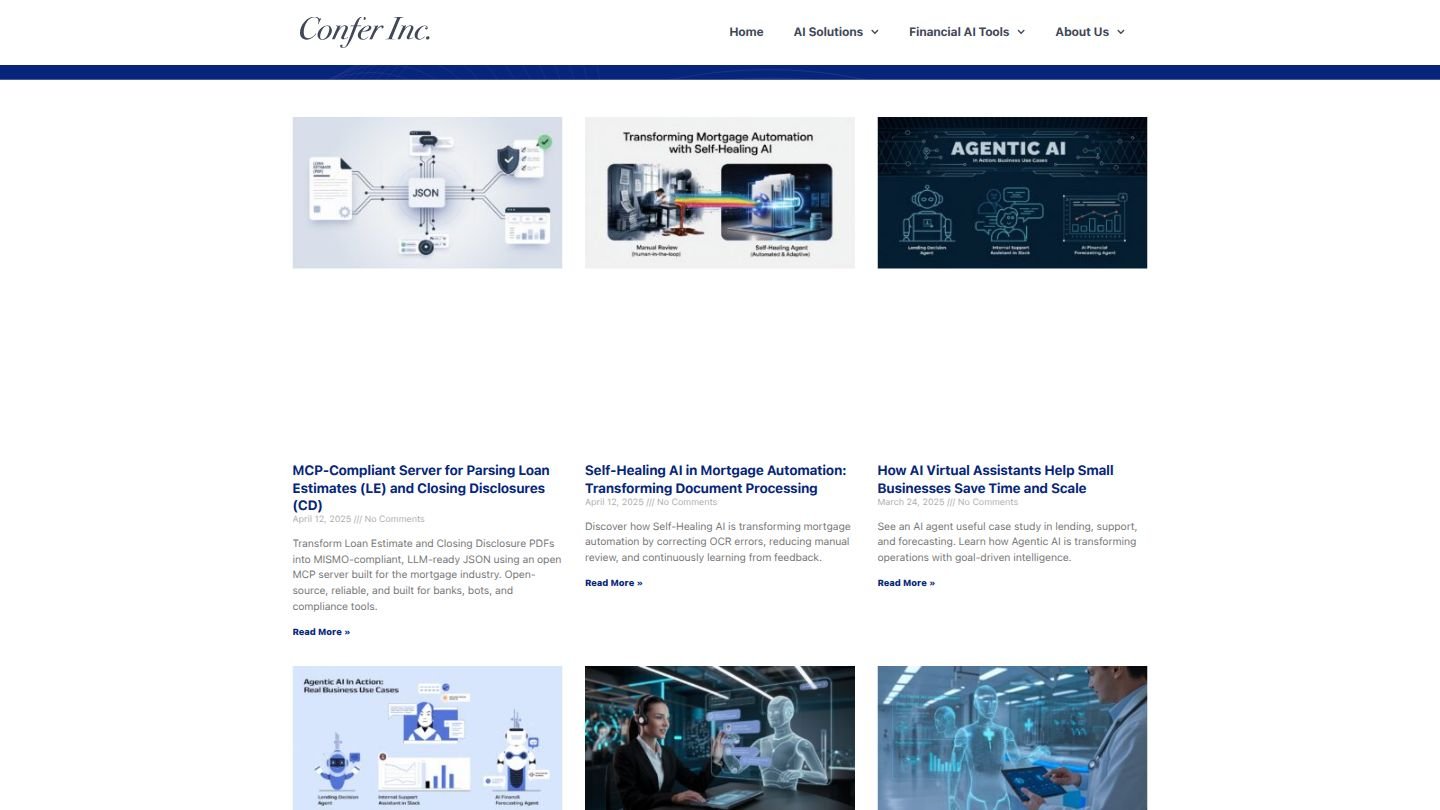 Confer Inc.
Home
AI Solutions
Financial AI Tools
About Us
LOAN
ESTIMATE
(PDF)
JSON
Transforming Mortgage Automation
with Self-Healing AI
Manual Review
(Human-in-the-loop)
Self-Healing Agent
(Automated & Adaptive)
AGENTIC AI
In Action: Business Use Cases
Lending Decision
Agent
Internal Support
Assistant in Slack
AI Financial
Forecasting Agent
MCP-Compliant Server for Parsing Loan
Estimates (LE) and Closing Disclosures
(CD)
April 12, 2025 /// No Comments
Transform Loan Estimate and Closing Disclosure PDFs
into MISMO-compliant, LLM-ready JSON using an open
MCP server built for the mortgage industry. Open-
source, reliable, and built for banks, bots, and
compliance tools.
Read More »
Self-Healing AI in Mortgage Automation:
Transforming Document Processing
April 12, 2025 /// No Comments
Discover how Self-Healing AI is transforming mortgage
automation by correcting OCR errors, reducing manual
review, and continuously learning from feedback.
Read More »
How AI Virtual Assistants Help Small
Businesses Save Time and Scale
March 24, 2025 /// No Comments
See an AI agent useful case study in lending, support,
and forecasting. Learn how Agentic AI is transforming
operations with goal-driven intelligence.
Read More »
Agentic AI In Action:
Real Business Use Cases
Lending Decision
Agent
Internal Support
Assistant in Slack
AI Financil
Forecasting Agent